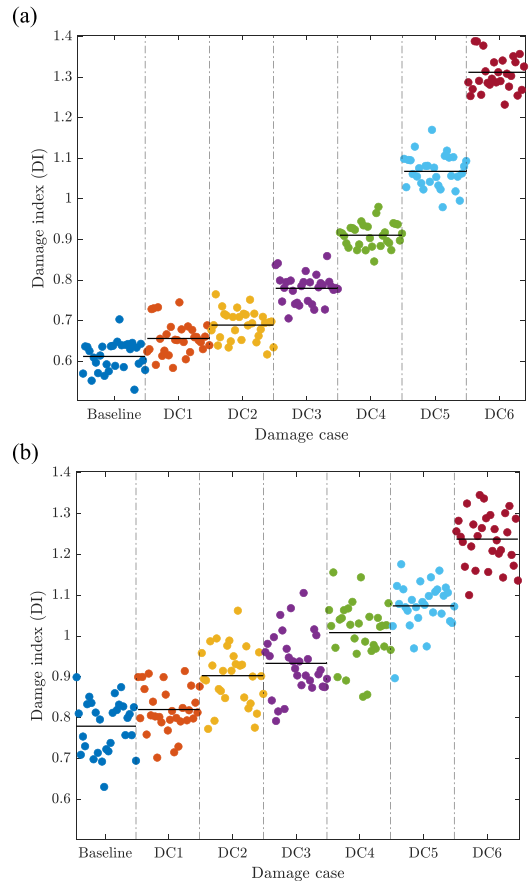 (a)
1.4
1.3
1.2
1.1
1
0.9
0.8
0.7
0.6
Damage index (DI)
Baseline DC1 DC2 DC3 DC4 DC5 DC6
Damage case
(b)
1.4
1.3
1.2
1.1
1
0.9
0.8
0.7
0.6
Damge index (DI)
Baseline DC1 DC2 DC3 DC4 DC5 DC6
Damage case